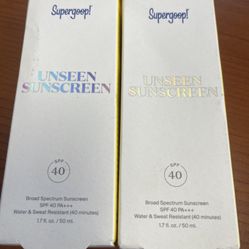 Supergoop!
UNSEEN
SUNSCREEN
SPF
40
Broad Spectrum Sunscreen
SPF 40 PA+++
Water & Sweat Resistant (40 minutes)
1.7 fl. oz./ 50 mL
Supergoop!
UNSEEN
SUNSCREEN
SPF
40
Broad Spectrum Sunscreen
SPF 40 PA+++
Water & Sweat Resistant (40 minutes)
1.7 fl. oz./ 50 mL